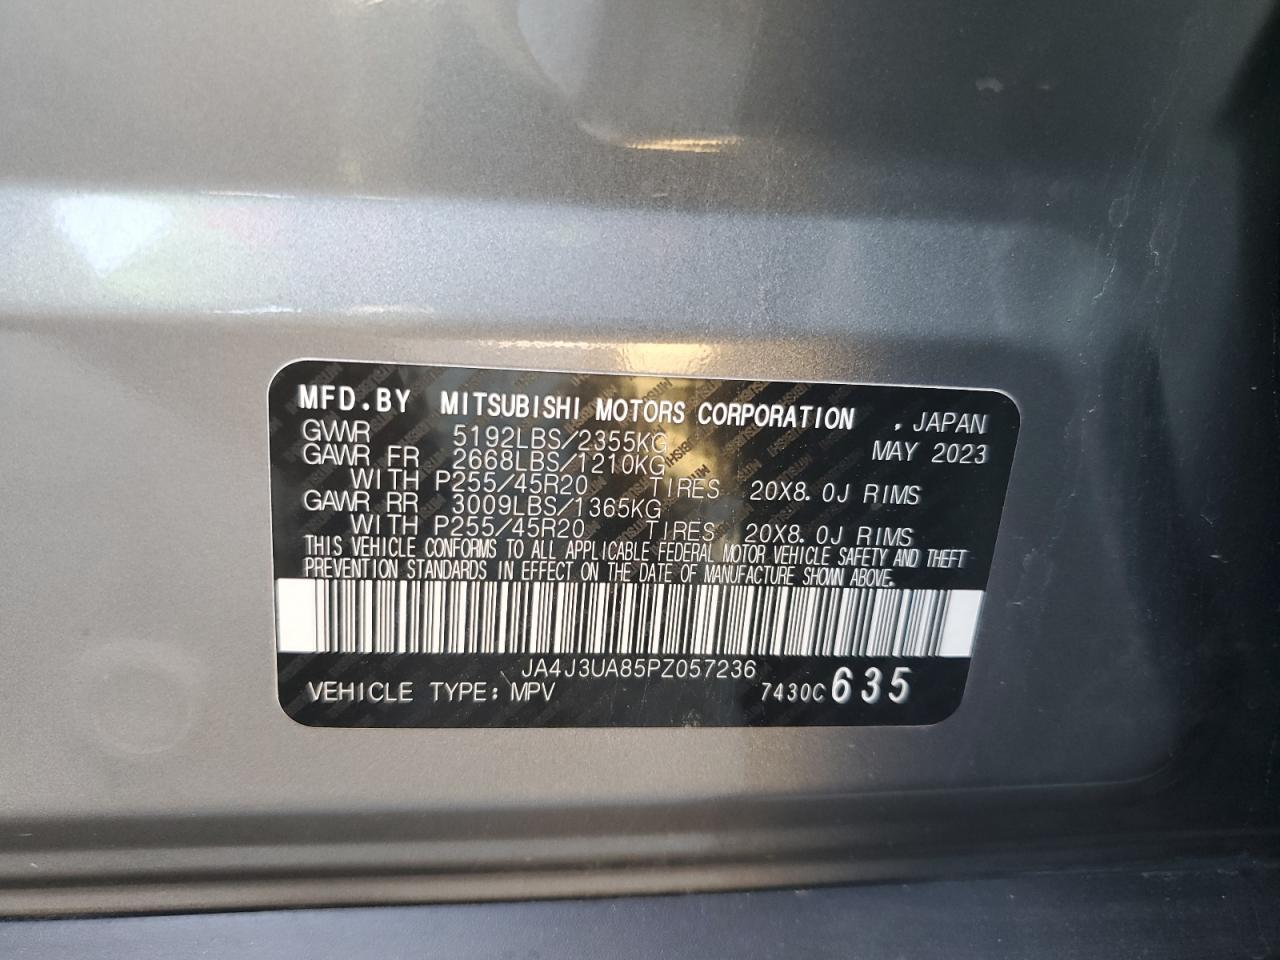 MFD.BY MITSUBISHI MOTORS CORPORATION , JAPAN
GVWR 5192LBS/2355KG MAY 2023
GAWR FR 2668LBS/1210KG
WITH P255/45R20 TIRES 20X8.0J RIMS
GAWR RR 3009LBS/1365KG
WITH P255/45R20 TIRES 20X8.0J RIMS
THIS VEHICLE CONFORMS TO ALL APPLICABLE FEDERAL MOTOR VEHICLE SAFETY AND THEFT
PREVENTION STANDARDS IN EFFECT ON THE DATE OF MANUFACTURE SHOWN ABOVE.
JA4J3UA85PZ057236
VEHICLE TYPE: MPV 7430C635